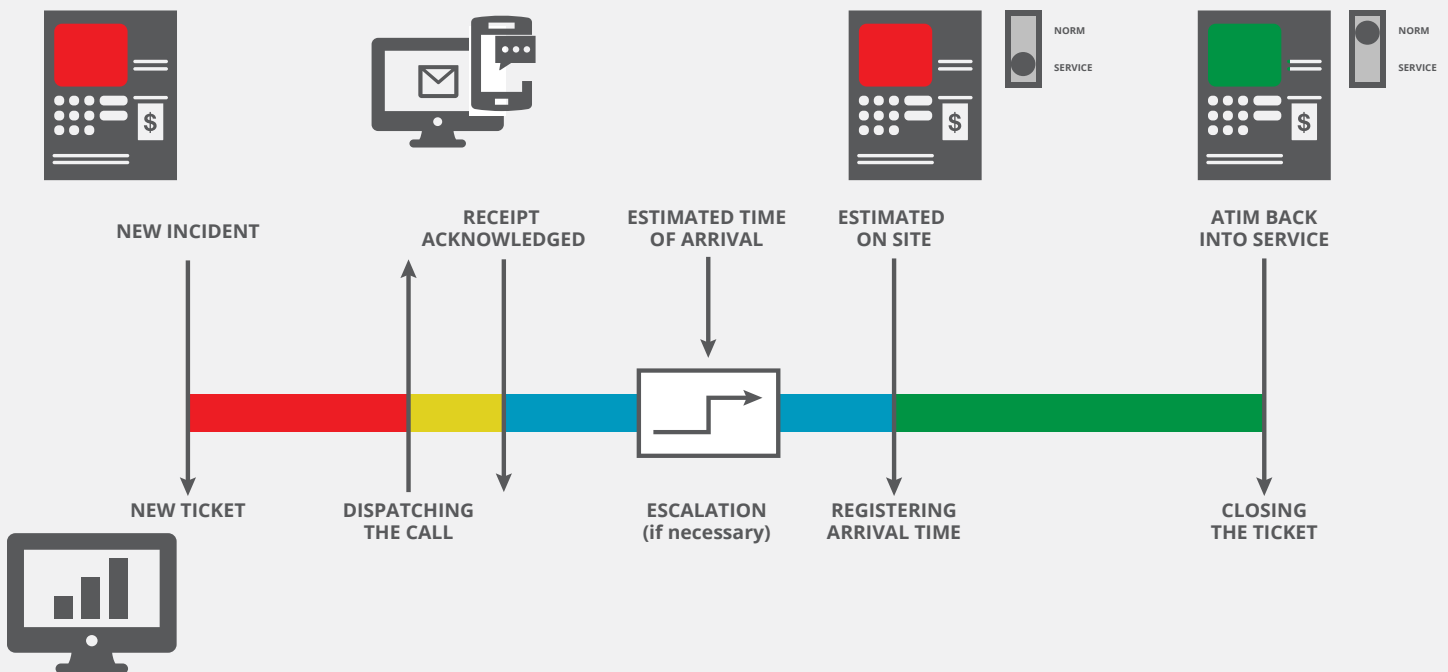 $
$
NORM
SERVICE
$
NORM
SERVICE
NEW INCIDENT
RECEIPT
ACKNOWLEDGED
ESTIMATED TIME
OF ARRIVAL
ESTIMATED
ON SITE
ATIM BACK
INTO SERVICE
NEW TICKET
DISPATCHING
THE CALL
ESCALATION
(if necessary)
REGISTERING
ARRIVAL TIME
CLOSING
THE TICKET